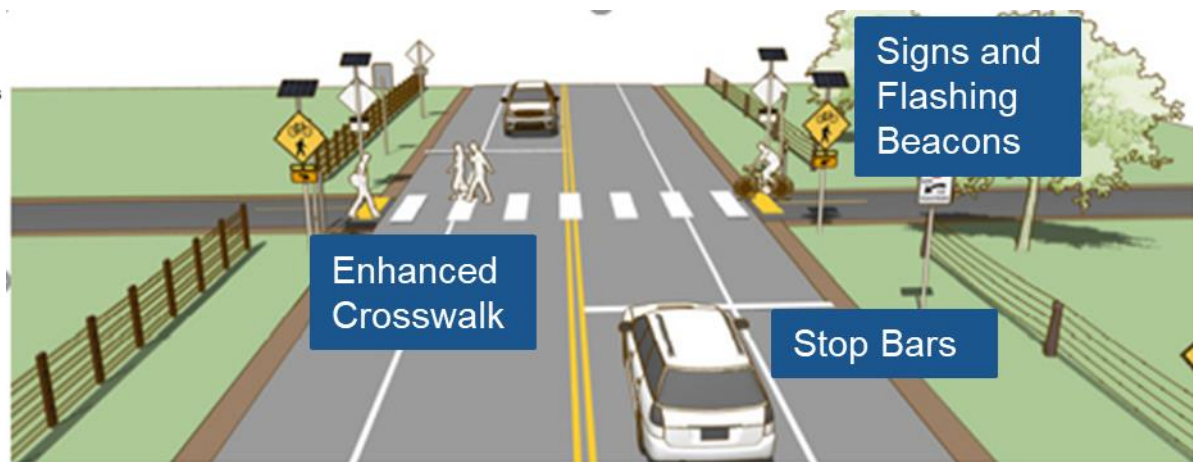 Signs and
Flashing
Beacons
Enhanced
Crosswalk
Stop Bars